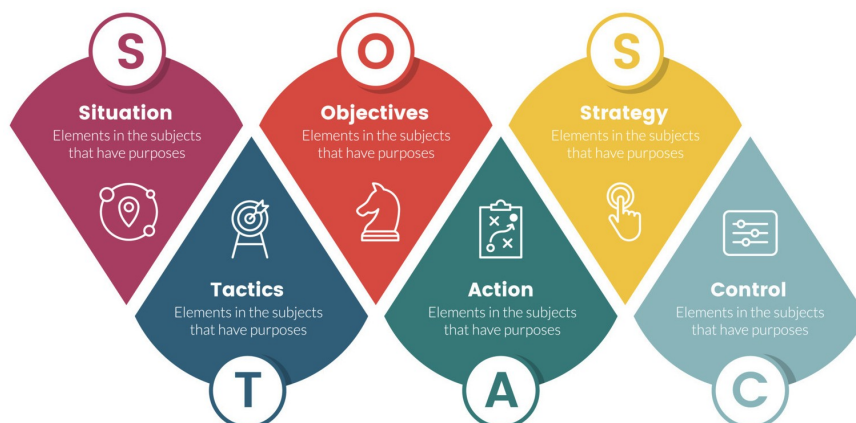 S
Situation
Elements in the subjects
that have purposes
O
Objectives
Elements in the subjects
that have purposes
S
Strategy
Elements in the subjects
that have purposes
Tactics
Elements in the subjects
that have purposes
T
Action
Elements in the subjects
that have purposes
A
Control
Elements in the subjects
that have purposes
C